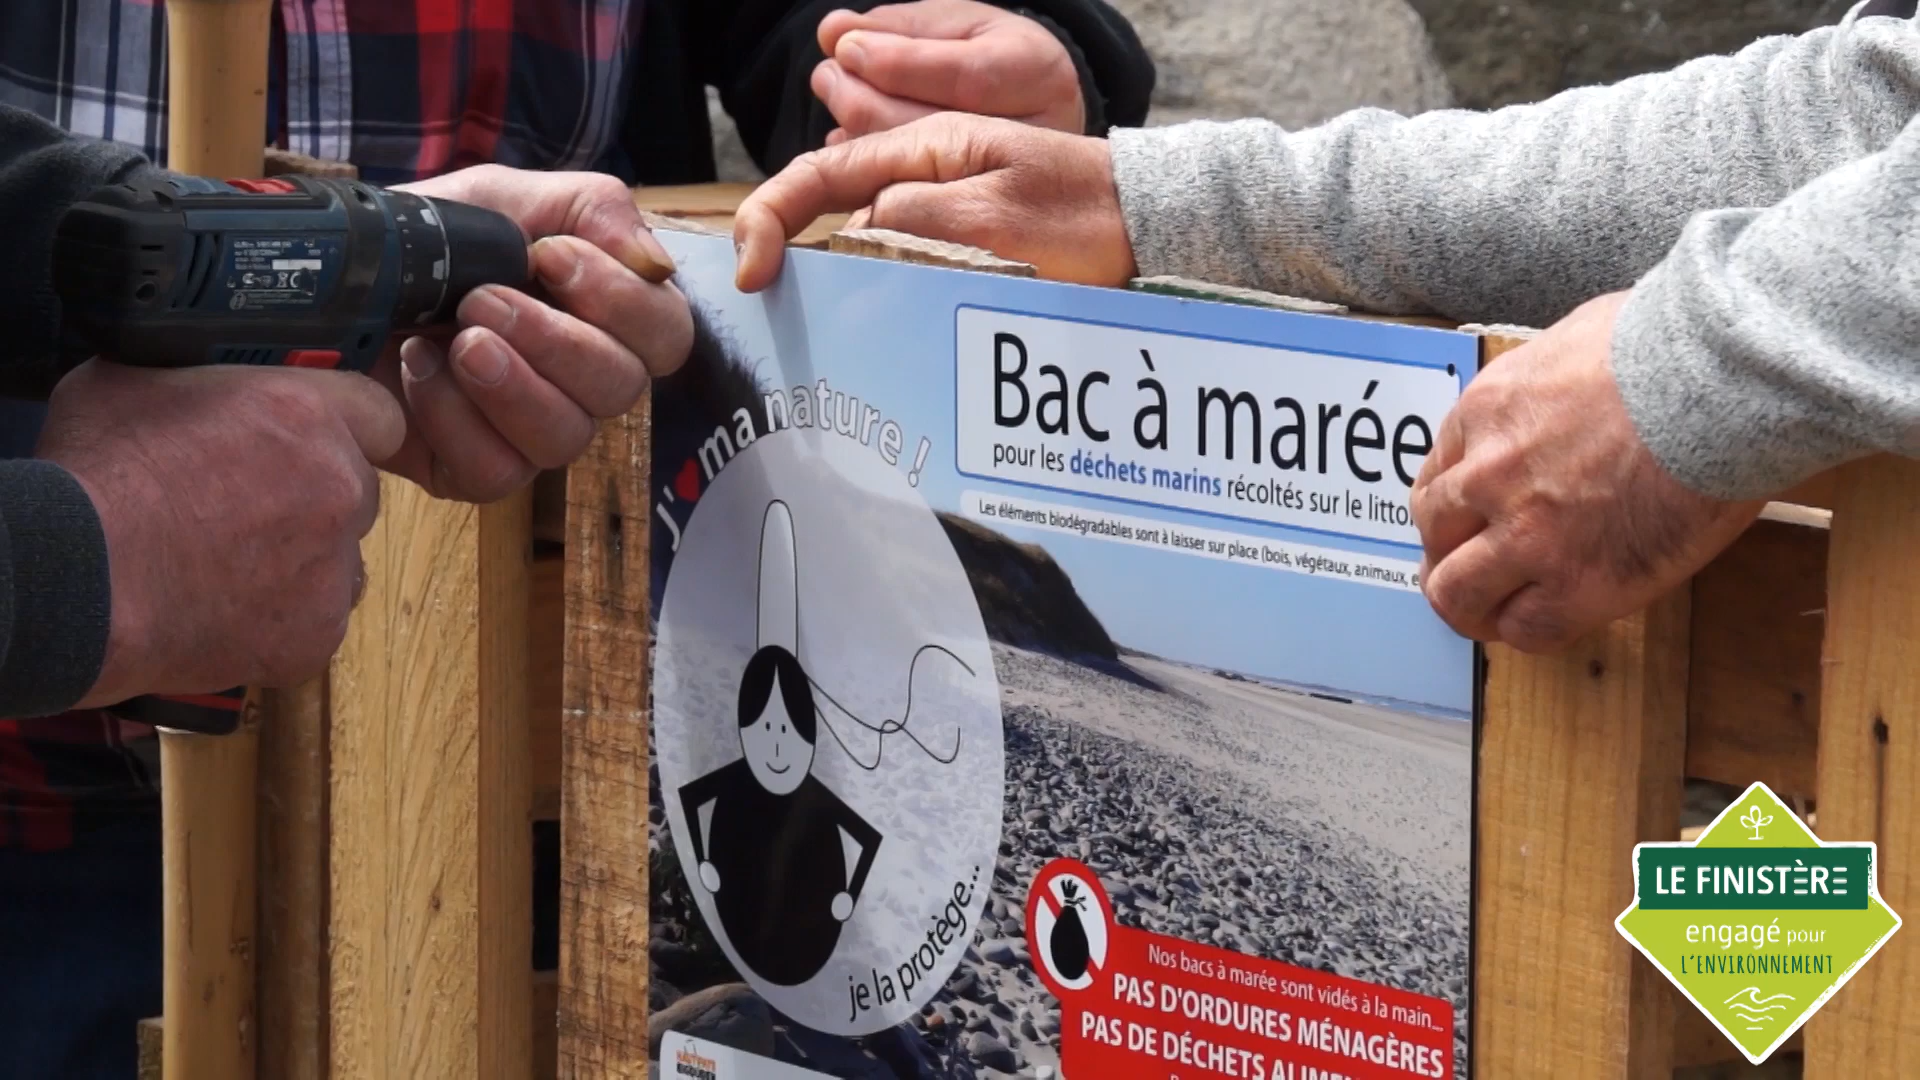 Bac à marée
pour les déchets marins récoltés sur le
Les éléments biodégradables sont à laisser sur place (bois, végétaux, animaux,
J'♥ ma nature !
je la protège...
Nos bacs à marée sont vidés à la main...
PAS D'ORDURES MÉNAGÈRES
PAS DE DÉCHETS
LE FINISTÈRE
engagé pour
L'ENVIRONNEMENT